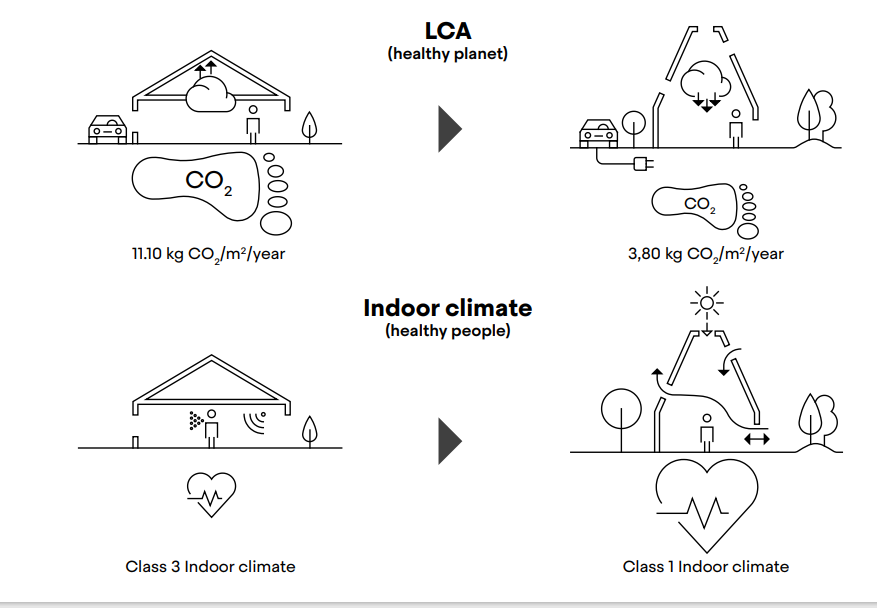 LCA
(healthy planet)
CO₂
CO₂
11.10 kg CO₂/m²/year
3,80 kg CO₂/m²/year
Indoor climate
(healthy people)
Class 3 Indoor climate
Class 1 Indoor climate